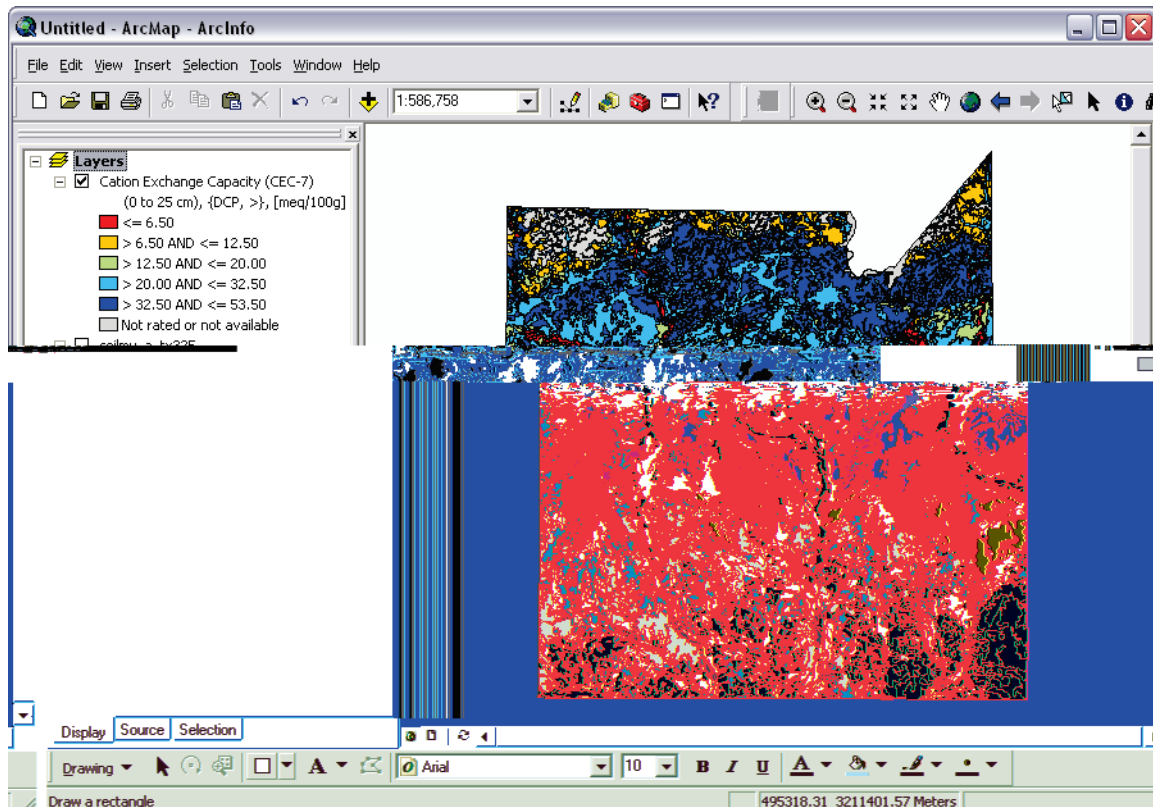 Untitled - ArcMap - ArcInfo
File Edit View Insert Selection Tools Window Help
1:586,758
Layers
Cation Exchange Capacity (CEC-7)
(0 to 25 cm), {DCP, >}, [meq/100g]
<= 6.50
> 6.50 AND <= 12.50
> 12.50 AND <= 20.00
> 20.00 AND <= 32.50
> 32.50 AND <= 53.50
Not rated or not available
Display Source Selection
Drawing A Arial 10 B I U A
Draw a rectangle 495318.31 3211401.57 Meters